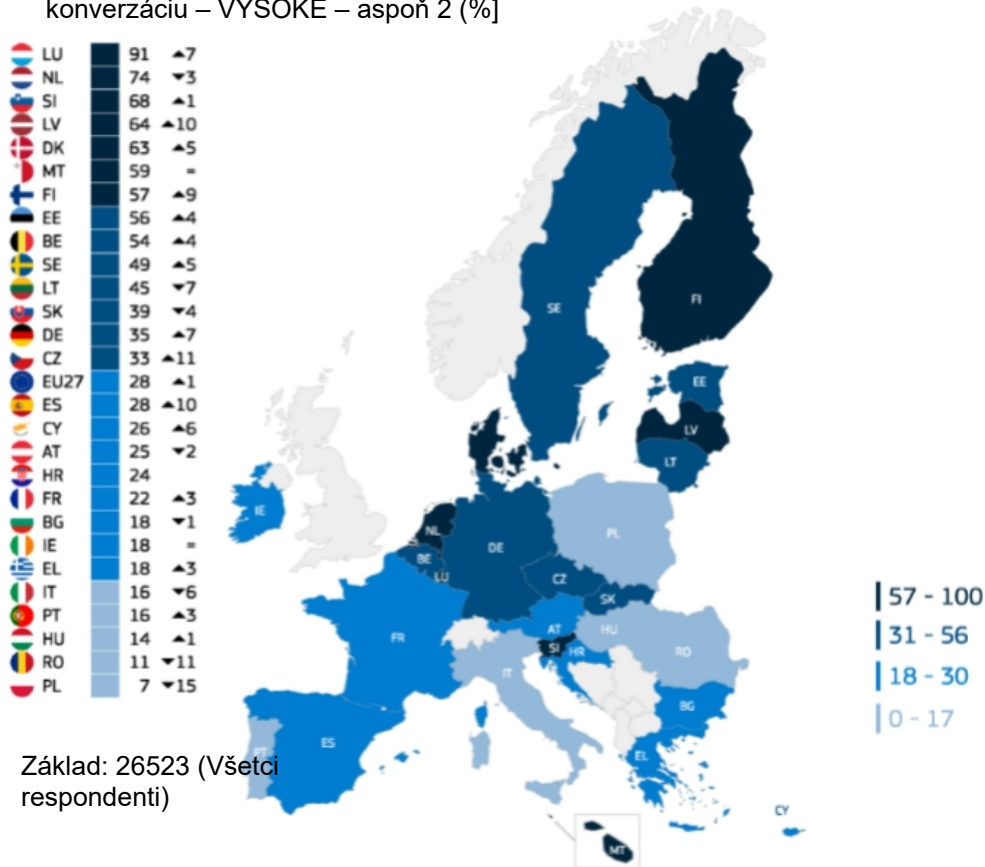 konverzáciu – VYSOKÉ – aspoň 2 (%]
LU 91 ▲7
NL 74 ▼3
SI 68 ▲1
LV 64 ▲10
DK 63 ▲5
MT 59 =
FI 57 ▲9
EE 56 ▲4
BE 54 ▲4
SE 49 ▲5
LT 45 ▼7
SK 39 ▼4
DE 35 ▲7
CZ 33 ▲11
EU27 28 ▲1
ES 28 ▲10
CY 26 ▲6
AT 25 ▼2
HR 24
FR 22 ▲3
BG 18 ▼1
IE 18 =
EL 18 ▲3
IT 16 ▼6
PT 16 ▲3
HU 14 ▲1
RO 11 ▼11
PL 7 ▼15
FI
SE
EE
LV
LT
IE
NL
PL
DE
BE
LU
CZ
SK
FR
AT
HU
SI
HR
RO
IT
BG
PT
ES
EL
CY
MT
57 - 100
31 - 56
18 - 30
0 - 17
Základ: 26523 (Všetci
respondenti)